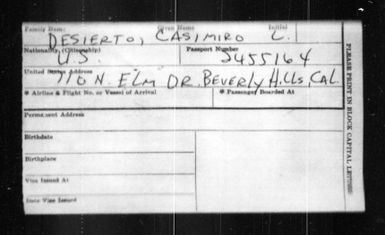 Family Name: Given Name Initial
DESIERTO, CASIMIRO L.
Nationality, (Citizenship) Passport Number
U.S. 2455164
United States Address
N. ELM DR. BEVERLY HILLS, CAL
* Airline & Flight No. or Vessel of Arrival * Passenger Boarded At
Permanent Address
Birthdate
Birthplace
Visa Issued At
Date Visa Issued
PLEASE PRINT IN BLOCK CAPITAL LETTERS